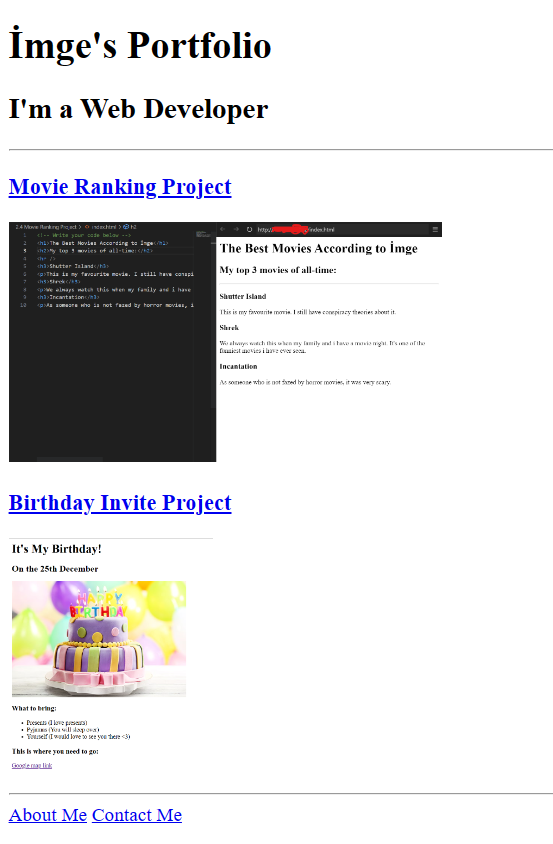 İmge's Portfolio
I'm a Web Developer
Movie Ranking Project
2.4 Movie Ranking Project > <> index.html > h2
1 <!-- Write your code below -->
2 <h1>The Best Movies According to İmge</h1>
3 <h2>My top 3 movies of all-time:</h2>
4 <hr />
5 <h3>Shutter Island</h3>
6 <p>This is my favourite movie. I still have conspi
7 <h3>Shrek</h3>
8 <p>We always watch this when my family and i have
9 <h3>Incantation</h3>
10 <p>As someone who is not fazed by horror movies, i
http:/ /index.html
The Best Movies According to İmge
My top 3 movies of all-time:
Shutter Island
This is my favourite movie. I still have conspiracy theories about it.
Shrek
We always watch this when my family and i have a movie night. It's one of the
funniest movies i have ever seen.
Incantation
As someone who is not fazed by horror movies, it was very scary.
Birthday Invite Project
It's My Birthday!
On the 25th December
HAPPY
BIRTHDAY
What to bring:
Presents (I love presents)
Pyjamas (You will sleep over)
Yourself (I would love to see you there <3)
This is where you need to go:
Google map link
About Me Contact Me